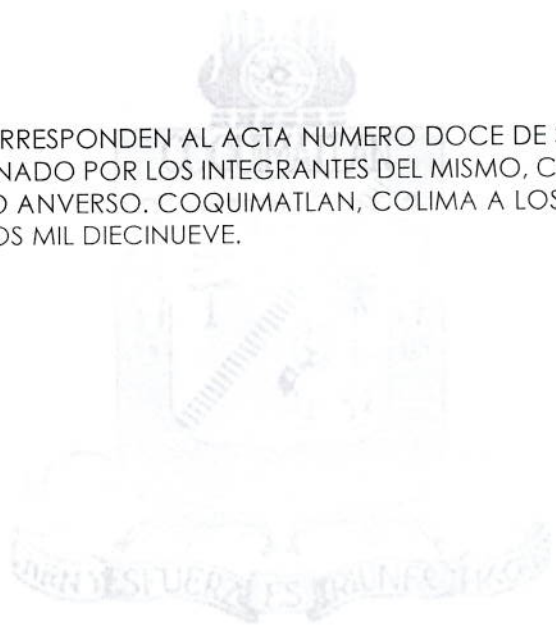 RRESPONDEN AL ACTA NUMERO DOCE DE
NADO POR LOS INTEGRANTES DEL MISMO, C
O ANVERSO. COQUIMATLAN, COLIMA A LOS
OS MIL DIECINUEVE.